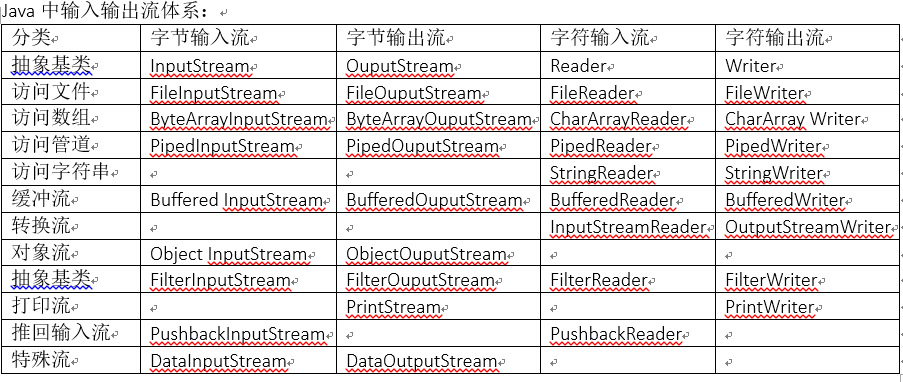 Java 中输入输出流体系：
分类 字节输入流 字节输出流 字符输入流 字符输出流
抽象基类 InputStream OuputStream Reader Writer
访问文件 FileInputStream FileOuputStream FileReader FileWriter
访问数组 ByteArrayInputStream ByteArrayOuputStream CharArrayReader CharArray Writer
访问管道 PipedInputStream PipedOuputStream PipedReader PipedWriter
访问字符串 StringReader StringWriter
缓冲流 Buffered InputStream BufferedOuputStream BufferedReader BufferedWriter
转换流 InputStreamReader OutputStreamWriter
对象流 Object InputStream ObjectOuputStream
抽象基类 FilterInputStream FilterOuputStream FilterReader FilterWriter
打印流 PrintStream PrintWriter
推回输入流 PushbackInputStream PushbackReader
特殊流 DataInputStream DataOutputStream